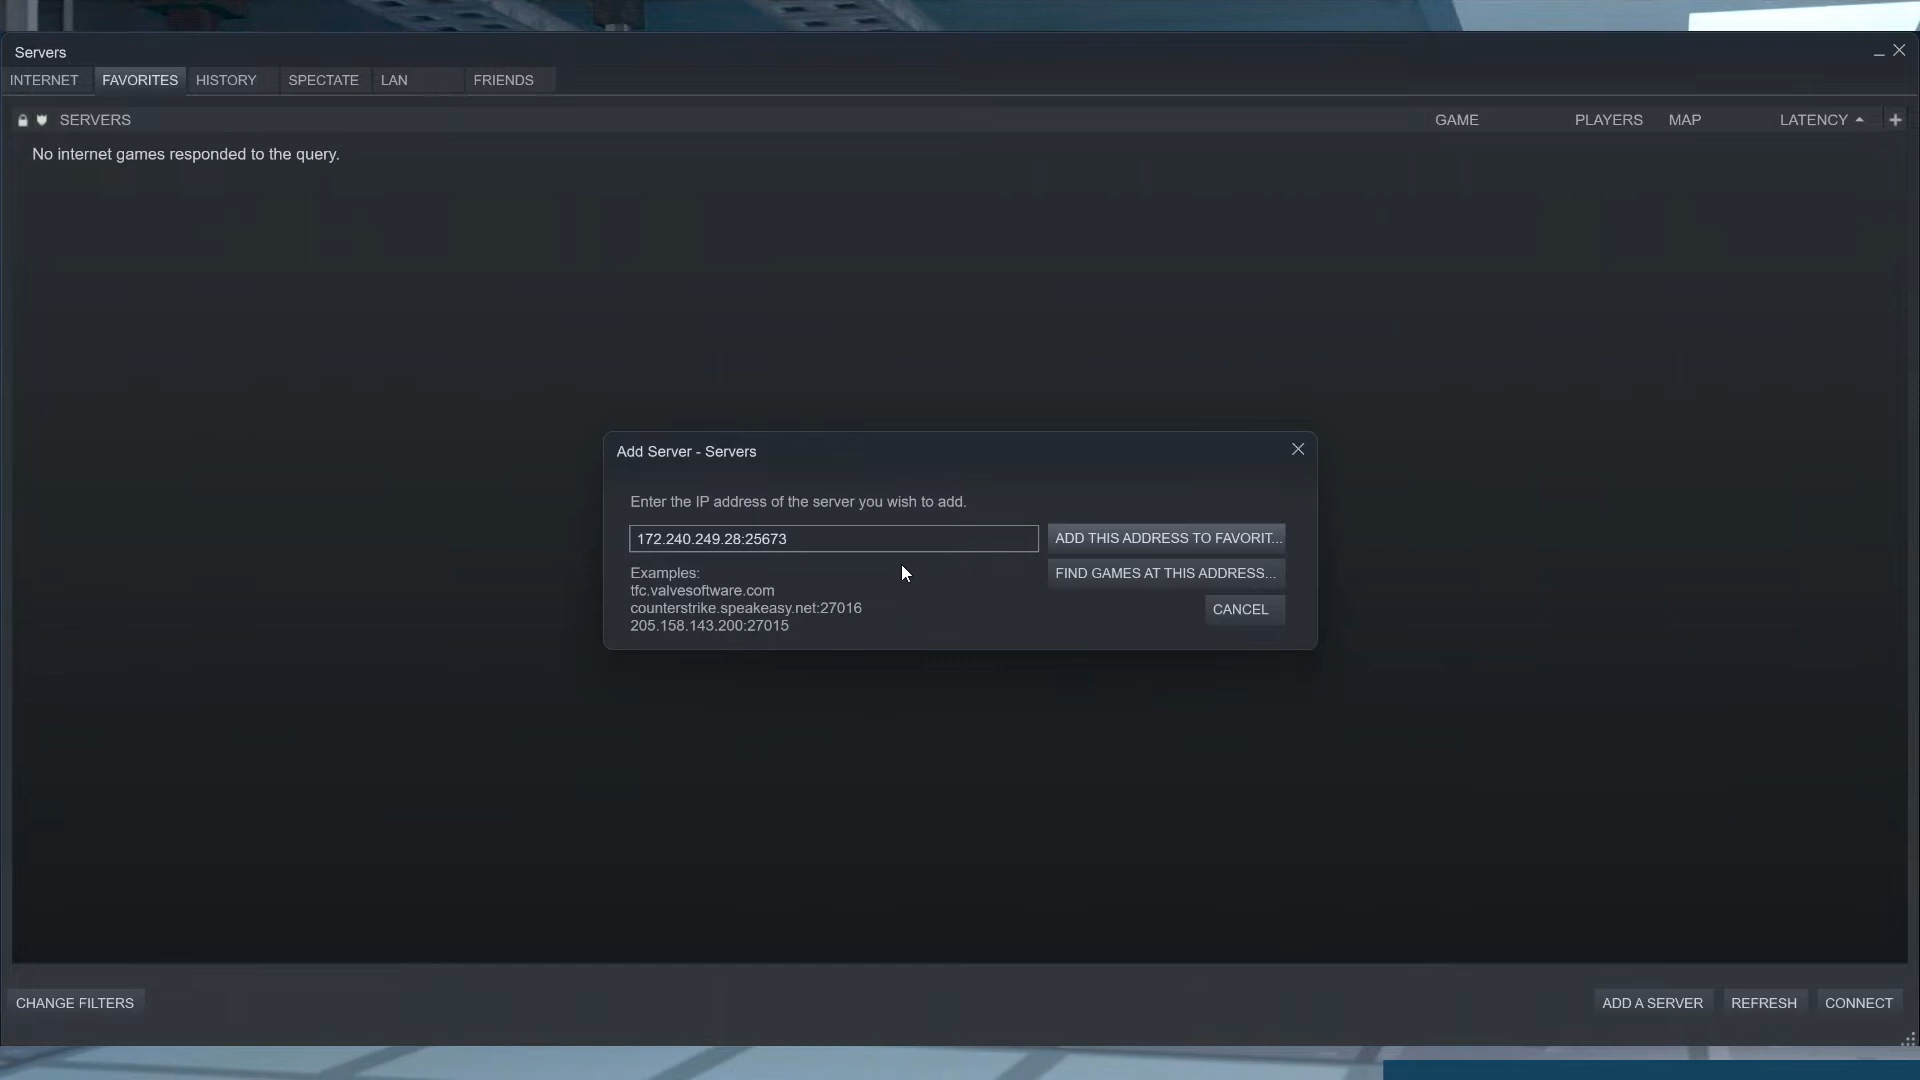 Servers
INTERNET FAVORITES HISTORY SPECTATE LAN FRIENDS
SERVERS GAME PLAYERS MAP LATENCY
No internet games responded to the query.
Add Server - Servers
Enter the IP address of the server you wish to add.
172.240.249.28:25673 ADD THIS ADDRESS TO FAVORIT...
Examples: FIND GAMES AT THIS ADDRESS...
tfc.valvesoftware.com
counterstrike.speakeasy.net:27016 CANCEL
205.158.143.200:27015
CHANGE FILTERS ADD A SERVER REFRESH CONNECT